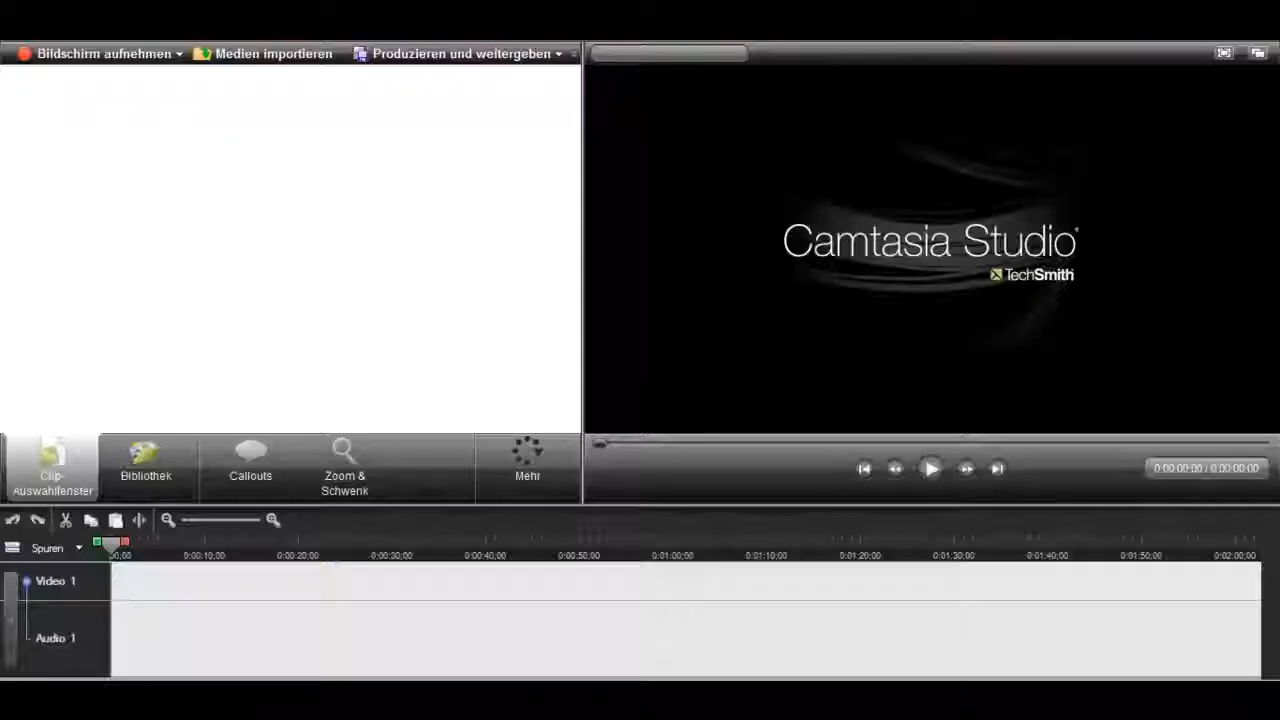 Bildschirm aufnehmen
Medien importieren
Produzieren und weitergeben
Camtasia Studio
TechSmith
Clip-
Auswahlfenster
Bibliothek
Callouts
Zoom &
Schwenk
Mehr
0:00:00;00 / 0:00:00;00
Spuren
00;00 0:00:10;00 0:00:20;00 0:00:30;00 0:00:40;00 0:00:50;00 0:01:00;00 0:01:10;00 0:01:20;00 0:01:30;00 0:01:40;00 0:01:50;00 0:02:00;00
Video 1
Audio 1